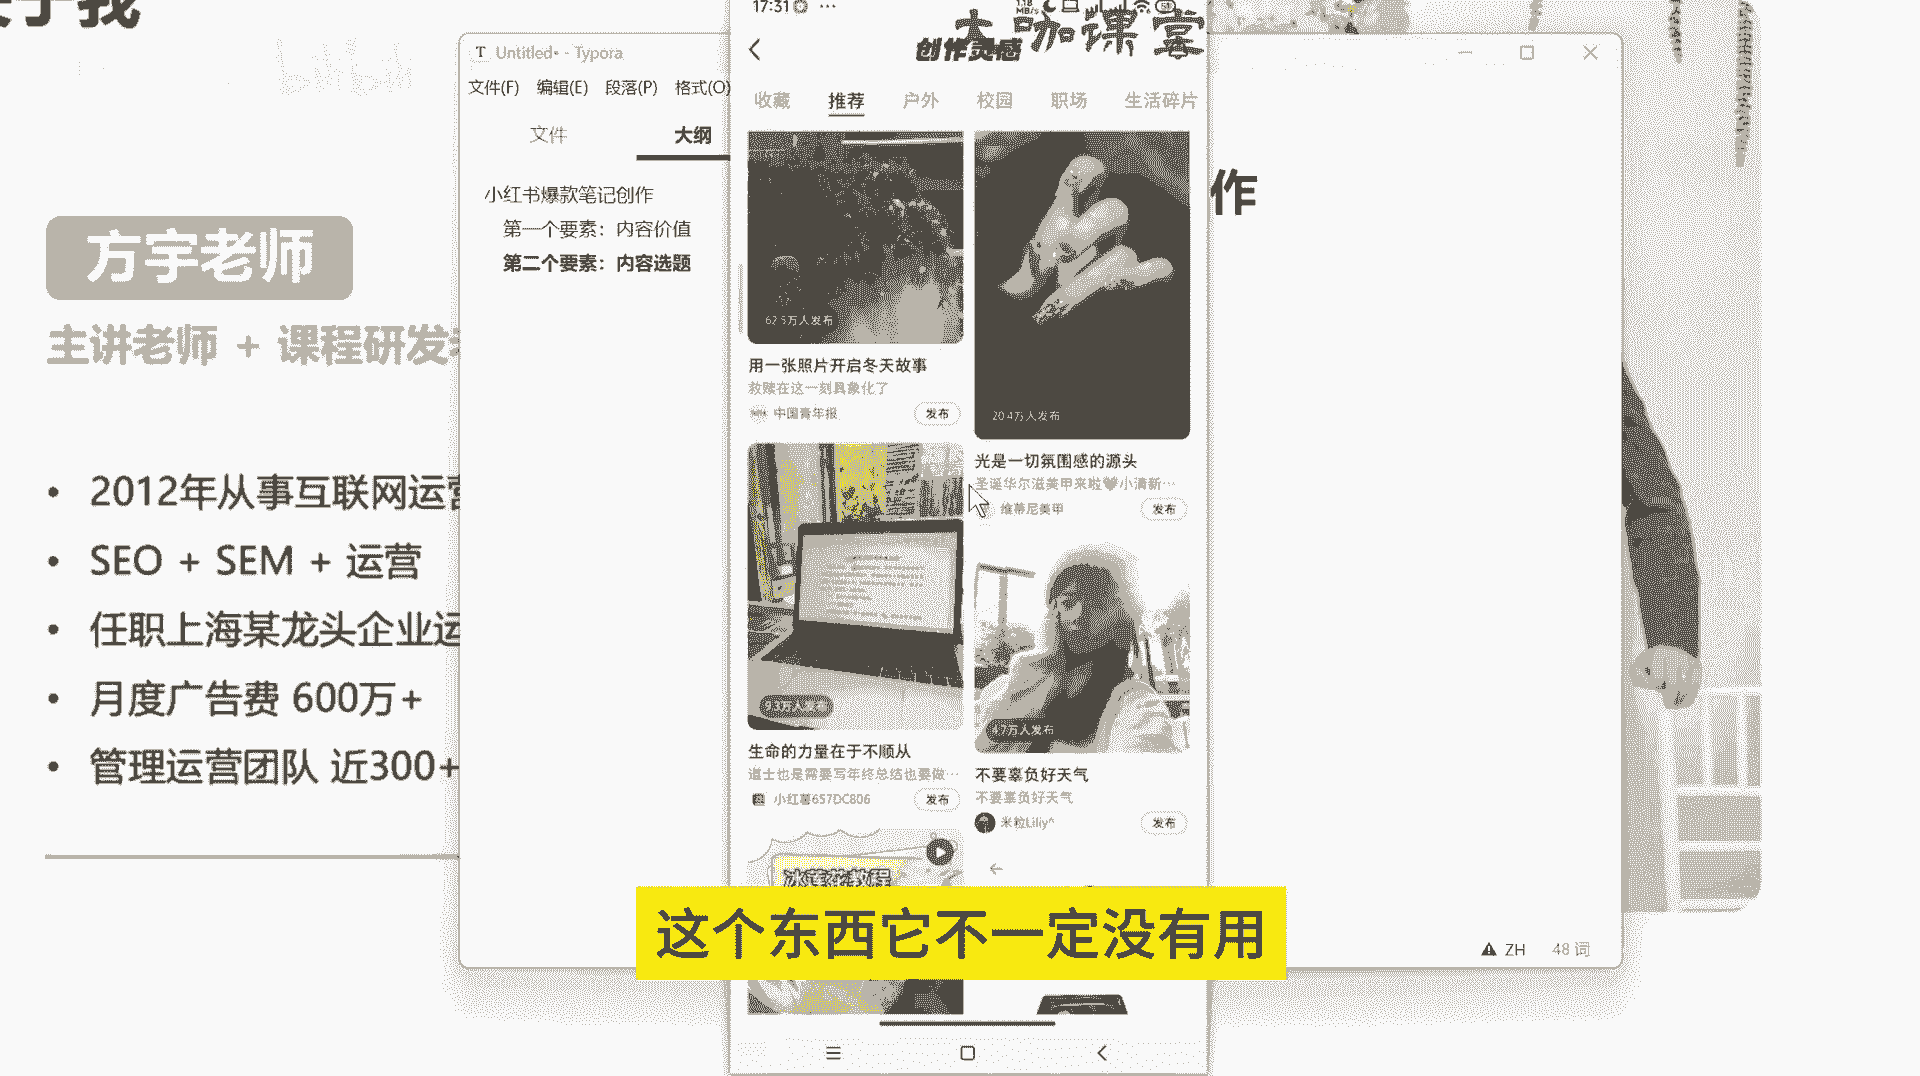 关于我
方宇老师
主讲老师 + 课程研发
2012年从事互联网运营
SEO + SEM + 运营
任职上海某龙头企业运
月度广告费 600万+
管理运营团队 近300+
T Untitled• - Typora
文件(F) 编辑(E) 段落(P) 格式(O)
文件 大纲
小红书爆款笔记创作
第一个要素：内容价值
第二个要素：内容选题
作
ZH 48 词
17:31
大咖课堂
创作灵感
收藏 推荐 户外 校园 职场 生活碎片
62.5万人发布
用一张照片开启冬天故事
救赎在这一刻具象化了
中国青年报 发布
20.4万人发布
光是一切氛围感的源头
圣诞华尔滋美甲来啦🖤小清新…
维蒂尼美甲 发布
9.3万人发布
生命的力量在于不顺从
道士也是需要写年终总结也要做…
小红薯657DC806 发布
4.7万人发布
不要辜负好天气
不要辜负好天气
米粒Liliy^ 发布
冰莲花教程
这个东西它不一定没有用